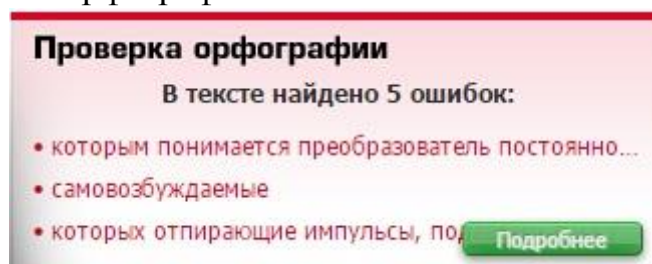 Проверка орфографии
В тексте найдено 5 ошибок:
• которым понимается преобразователь постоянно...
• самовозбуждаемые
• которых отпирающие импульсы, по
Подробнее